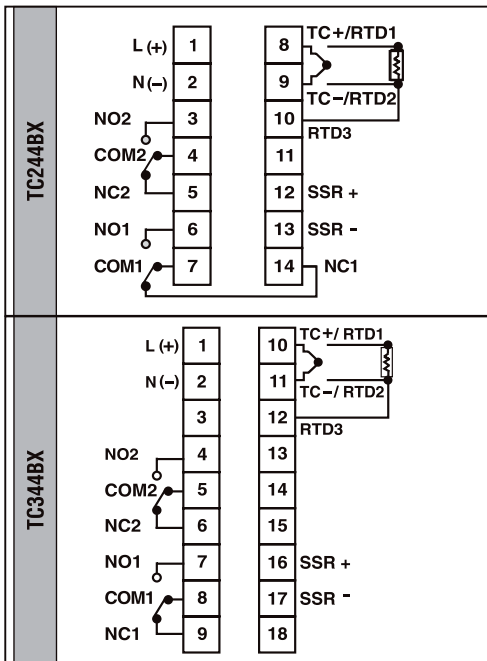 TC244BX
L (+) 1 8 TC+/RTD1
N (–) 2 9 TC–/RTD2
NO2 3 10 RTD3
COM2 4 11
NC2 5 12 SSR +
NO1 6 13 SSR –
COM1 7 14 NC1
TC344BX
L (+) 1 10 TC+/ RTD1
N (–) 2 11 TC–/ RTD2
3 12 RTD3
NO2 4 13
COM2 5 14
NC2 6 15
NO1 7 16 SSR +
COM1 8 17 SSR –
NC1 9 18